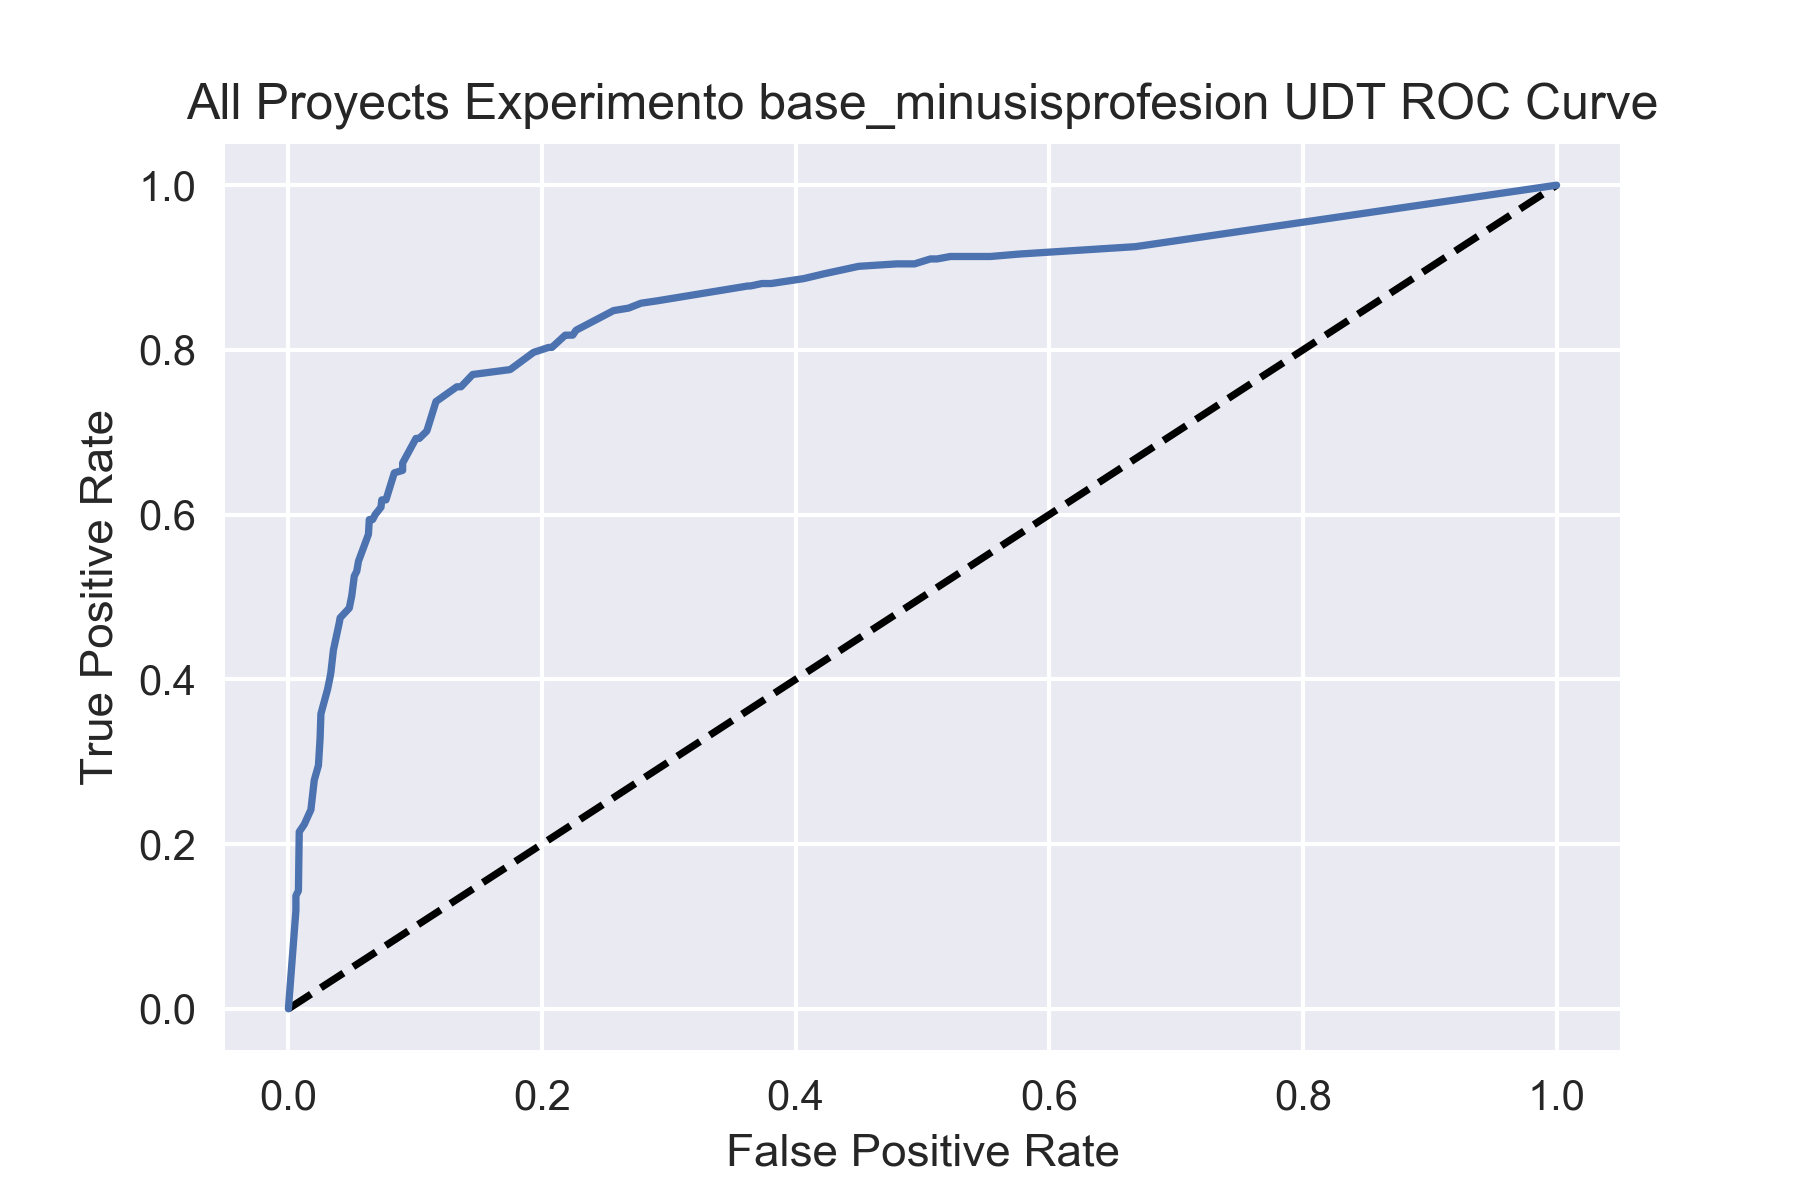 All Proyects Experimento base_minusisprofesion UDT ROC Curve
1.0
0.8
0.6
0.4
0.2
0.0
True Positive Rate
0.0 0.2 0.4 0.6 0.8 1.0
False Positive Rate